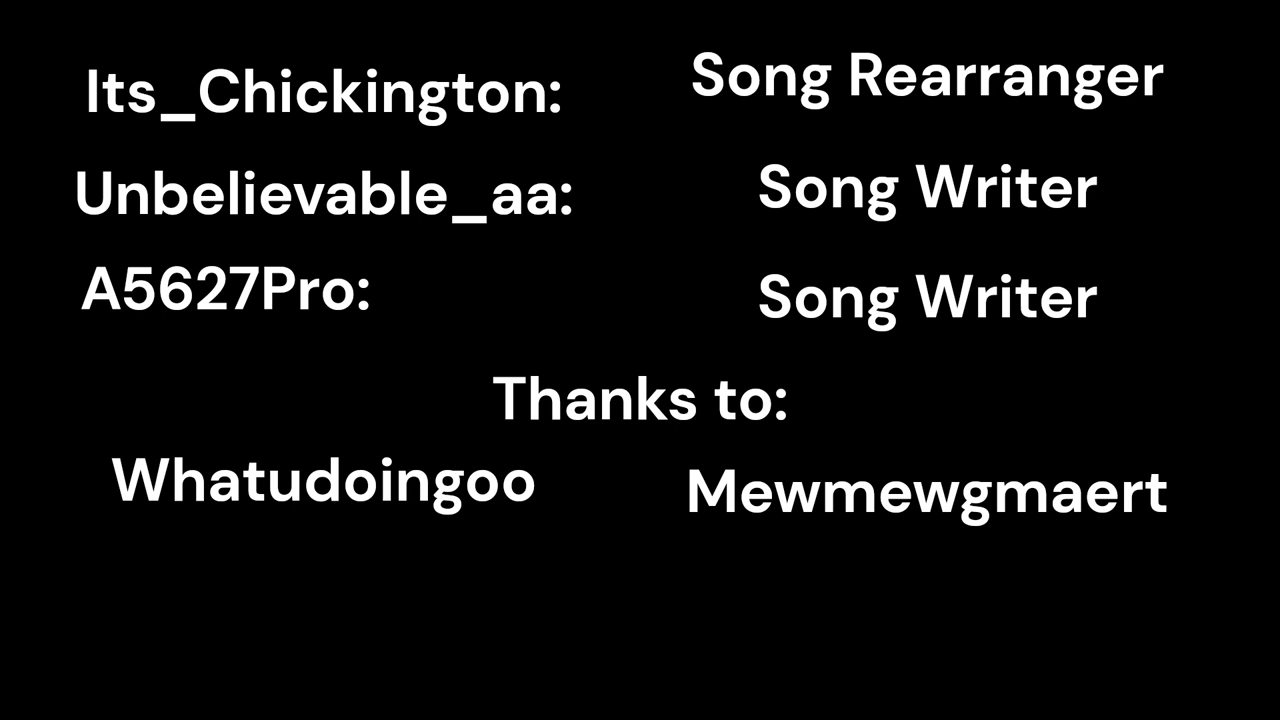 Its_Chickington: Song Rearranger
Unbelievable_aa: Song Writer
A5627Pro: Song Writer
Thanks to:
Whatudoingoo Mewmewgmaert